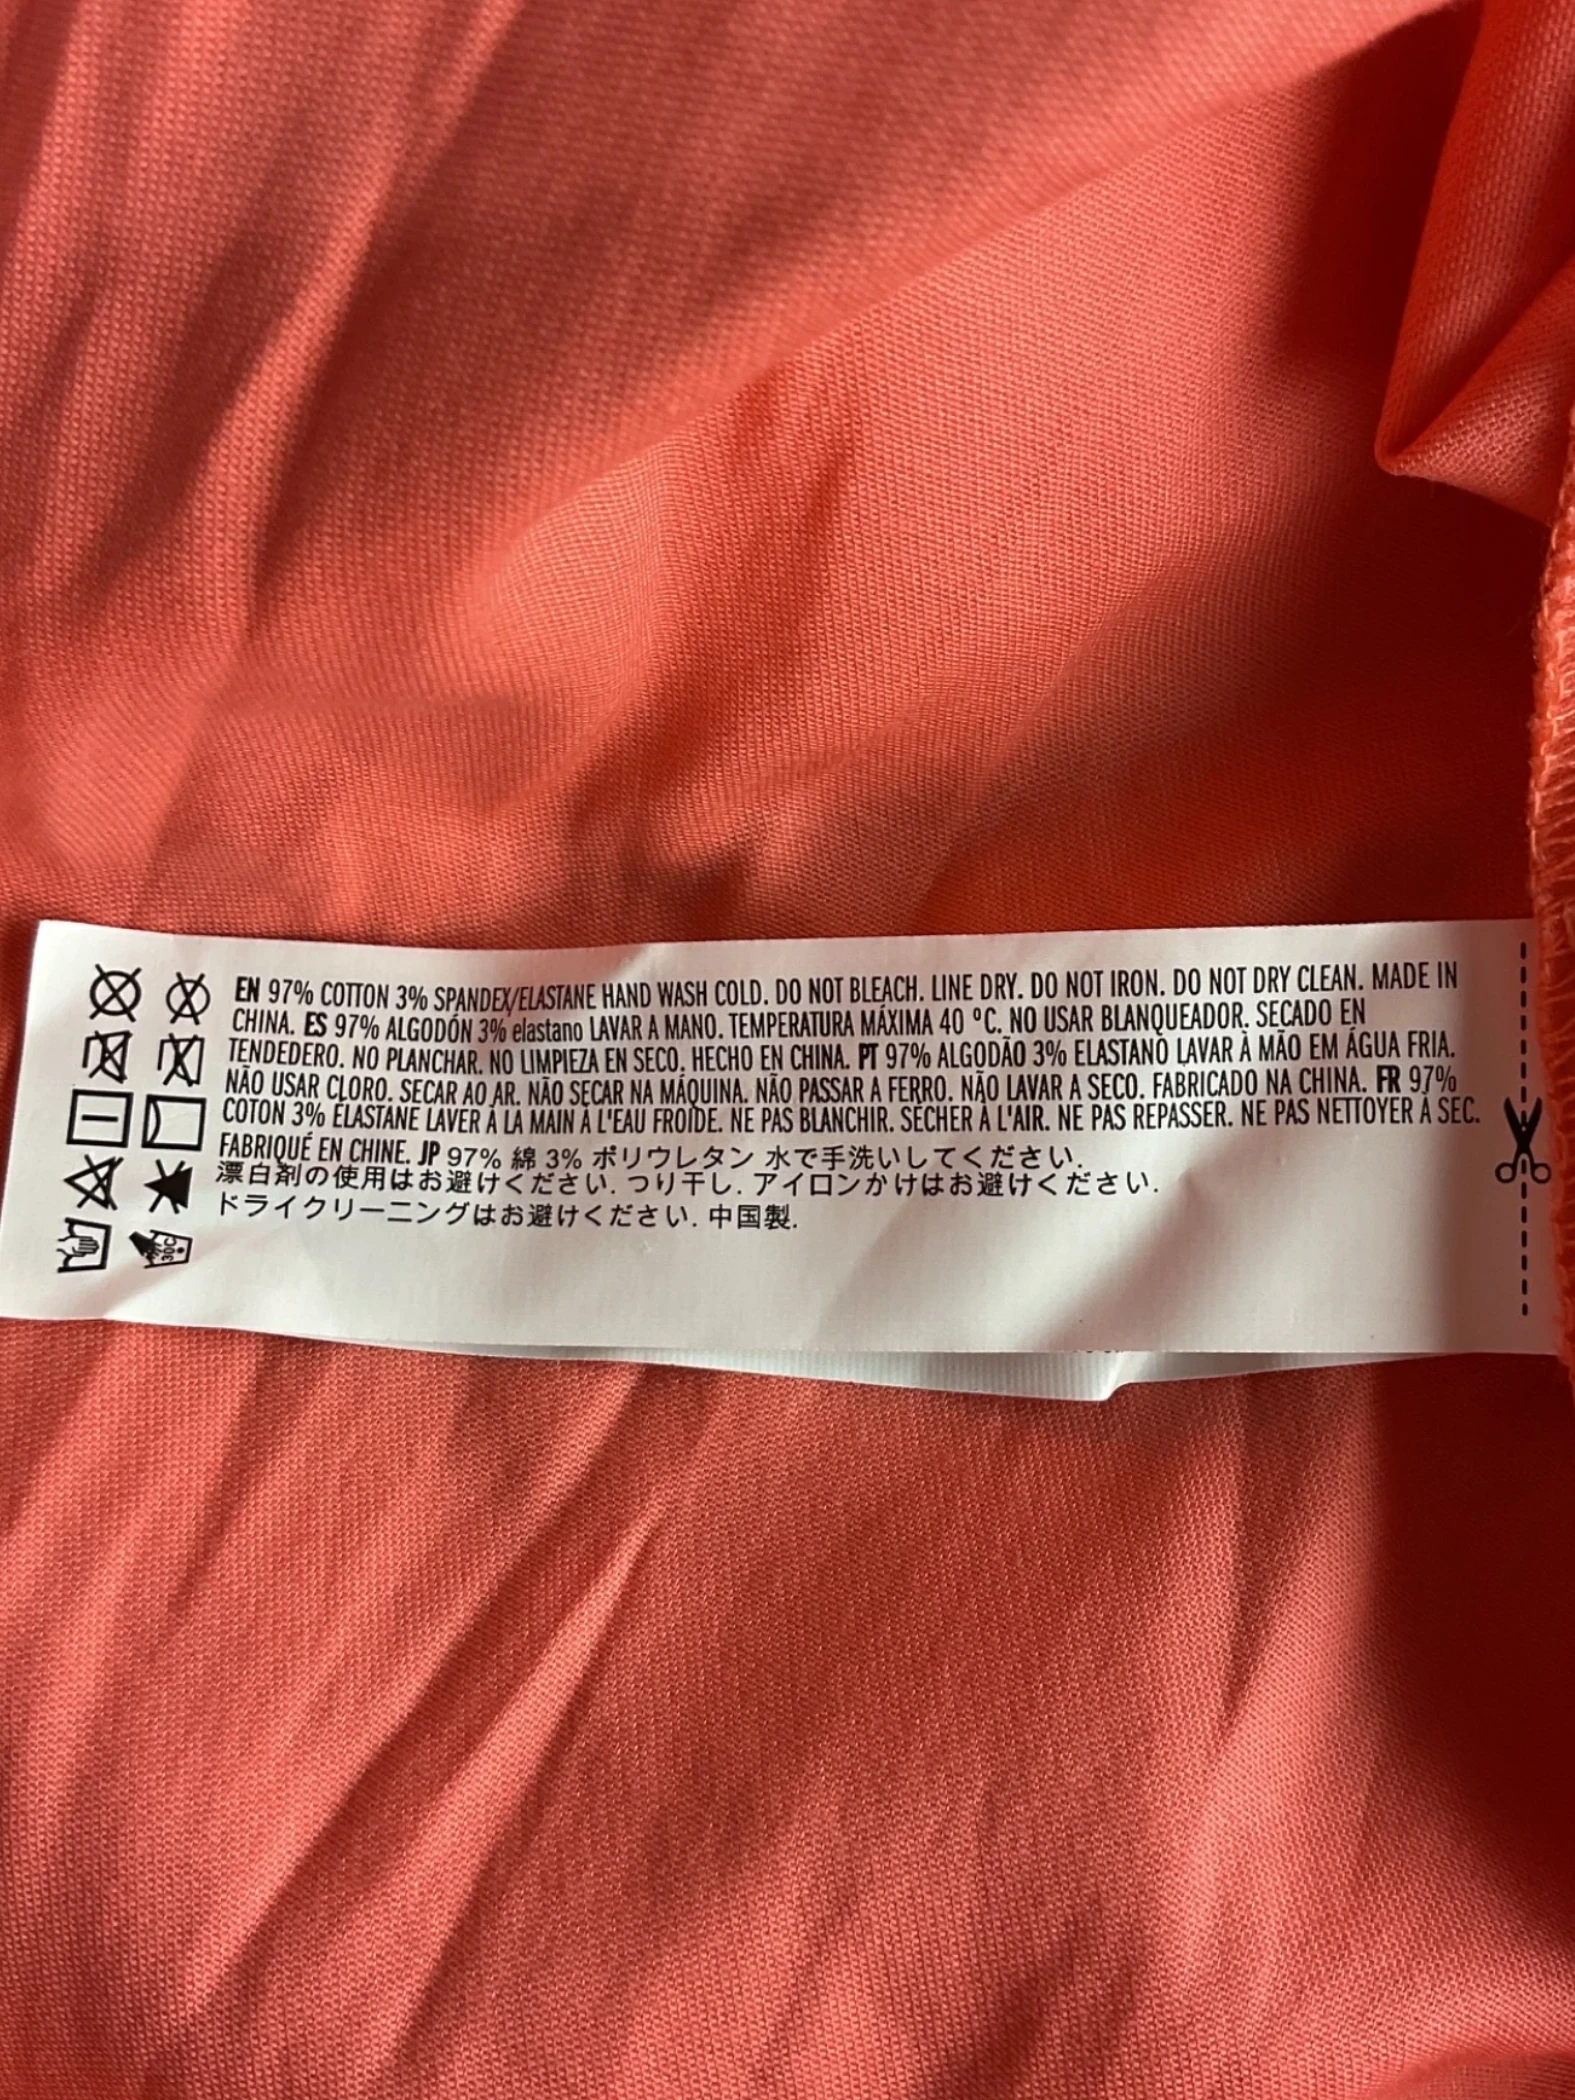 EN 97% COTTON 3% SPANDEX/ELASTANE HAND WASH COLD. DO NOT BLEACH. LINE DRY. DO NOT IRON. DO NOT DRY CLEAN. MADE IN
CHINA. ES 97% ALGODÓN 3% elastano LAVAR A MANO. TEMPERATURA MÁXIMA 40 ºC. NO USAR BLANQUEADOR. SECADO EN
TENDEDERO. NO PLANCHAR. NO LIMPIEZA EN SECO. HECHO EN CHINA. PT 97% ALGODÃO 3% ELASTANO LAVAR À MÃO EM ÁGUA FRIA.
NÃO USAR CLORO. SECAR AO AR. NÃO SECAR NA MÁQUINA. NÃO PASSAR A FERRO. NÃO LAVAR A SECO. FABRICADO NA CHINA. FR 97%
COTON 3% ÉLASTANE LAVER À LA MAIN À L'EAU FROIDE. NE PAS BLANCHIR. SÉCHER À L'AIR. NE PAS REPASSER. NE PAS NETTOYER À SEC.
FABRIQUÉ EN CHINE. JP 97% 綿 3% ポリウレタン 水で手洗いしてください.
漂白剤の使用はお避けください. つり干し. アイロンかけはお避けください.
ドライクリーニングはお避けください. 中国製.
30C